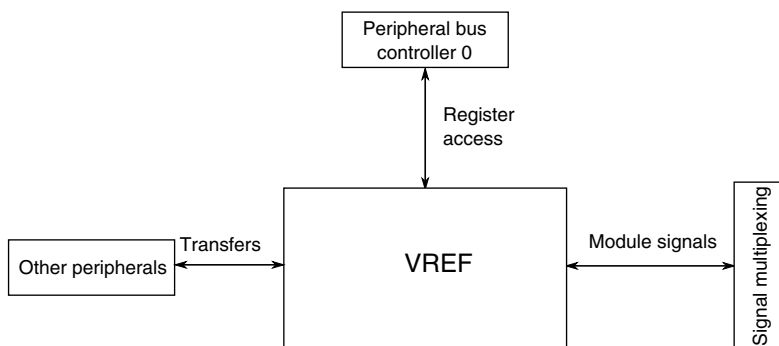 Peripheral bus
controller 0
Register
access
Other peripherals
Transfers
VREF
Module signals
Signal multiplexing